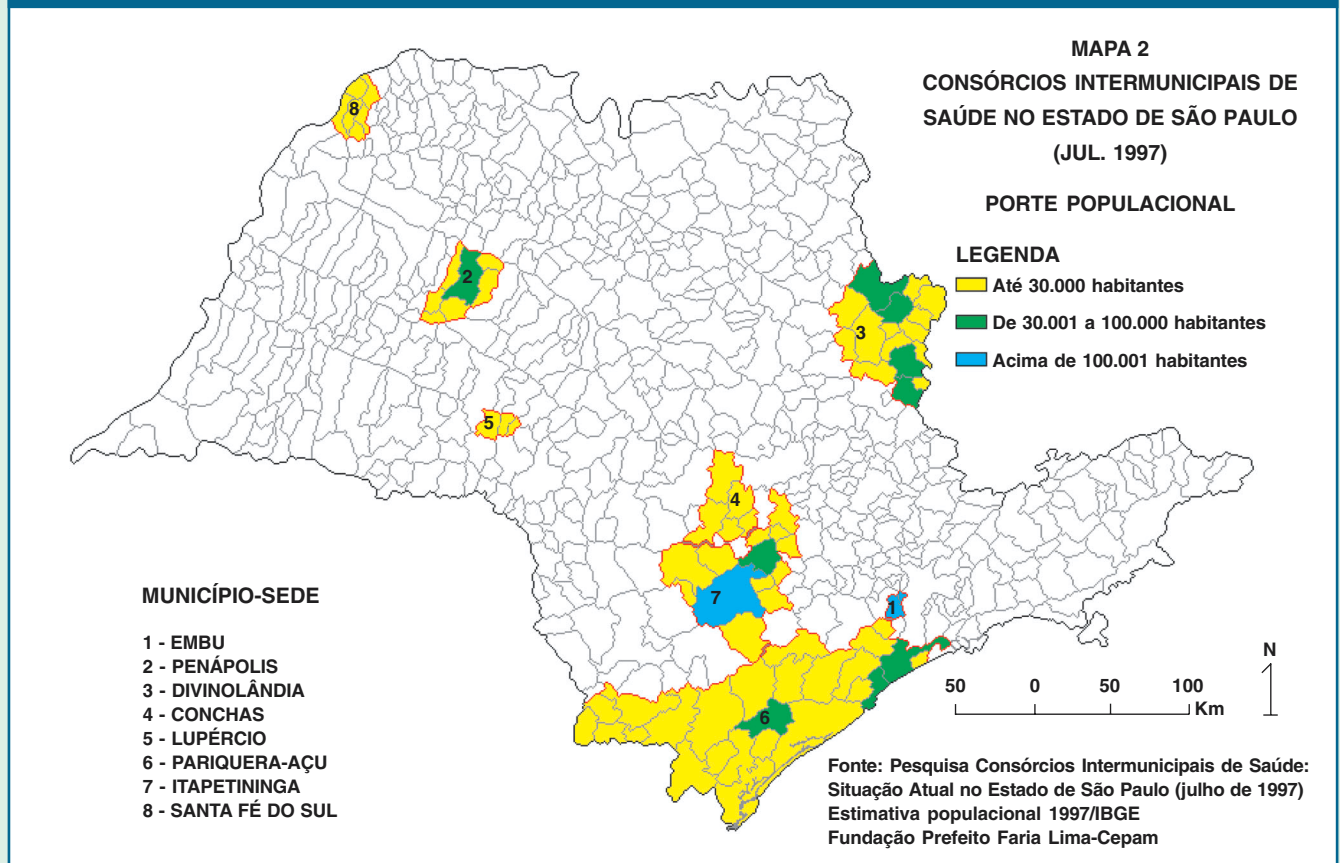 MAPA 2
CONSÓRCIOS INTERMUNICIPAIS DE
SAÚDE NO ESTADO DE SÃO PAULO
(JUL. 1997)
PORTE POPULACIONAL
LEGENDA
Até 30.000 habitantes
De 30.001 a 100.000 habitantes
Acima de 100.001 habitantes
8
2
3
5
4
7
1
6
MUNICÍPIO-SEDE
1 - EMBU
2 - PENÁPOLIS
3 - DIVINOLÂNDIA
4 - CONCHAS
5 - LUPÉRCIO
6 - PARIQUERA-AÇU
7 - ITAPETININGA
8 - SANTA FÉ DO SUL
N
50 0 50 100
Km
Fonte: Pesquisa Consórcios Intermunicipais de Saúde:
Situação Atual no Estado de São Paulo (julho de 1997)
Estimativa populacional 1997/IBGE
Fundação Prefeito Faria Lima-Cepam